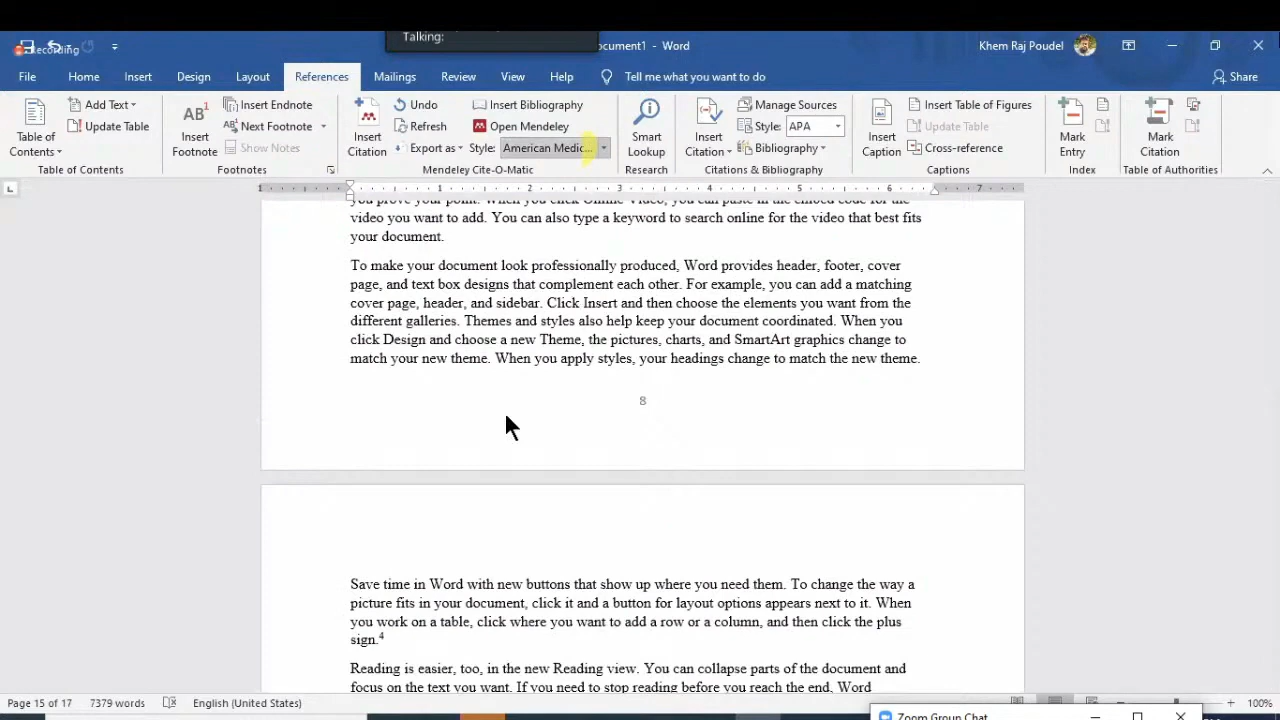 Talking:
Recording
ocument1 - Word
Khem Raj Poudel
File Home Insert Design Layout References Mailings Review View Help Tell me what you want to do Share
Table of Contents
Add Text
Update Table
Table of Contents
AB1
Insert Footnote
Insert Endnote
Next Footnote
Show Notes
Footnotes
Insert Citation
Undo
Refresh
Export as
Insert Bibliography
Open Mendeley
Style: American Medic...
Mendeley Cite-O-Matic
Smart Lookup
Research
Insert Citation
Manage Sources
Style: APA
Bibliography
Citations & Bibliography
Insert Caption
Insert Table of Figures
Update Table
Cross-reference
Captions
Mark Entry
Index
Mark Citation
Table of Authorities
1 1 2 3 4 5 6 7
you prove your point. When you click Online Video, you can paste in the embed code for the
video you want to add. You can also type a keyword to search online for the video that best fits
your document.
To make your document look professionally produced, Word provides header, footer, cover
page, and text box designs that complement each other. For example, you can add a matching
cover page, header, and sidebar. Click Insert and then choose the elements you want from the
different galleries. Themes and styles also help keep your document coordinated. When you
click Design and choose a new Theme, the pictures, charts, and SmartArt graphics change to
match your new theme. When you apply styles, your headings change to match the new theme.
8
Save time in Word with new buttons that show up where you need them. To change the way a
picture fits in your document, click it and a button for layout options appears next to it. When
you work on a table, click where you want to add a row or a column, and then click the plus
sign.4
Reading is easier, too, in the new Reading view. You can collapse parts of the document and
focus on the text you want. If you need to stop reading before you reach the end, Word
Page 15 of 17 7379 words English (United States) 100%
Zoom Group Chat